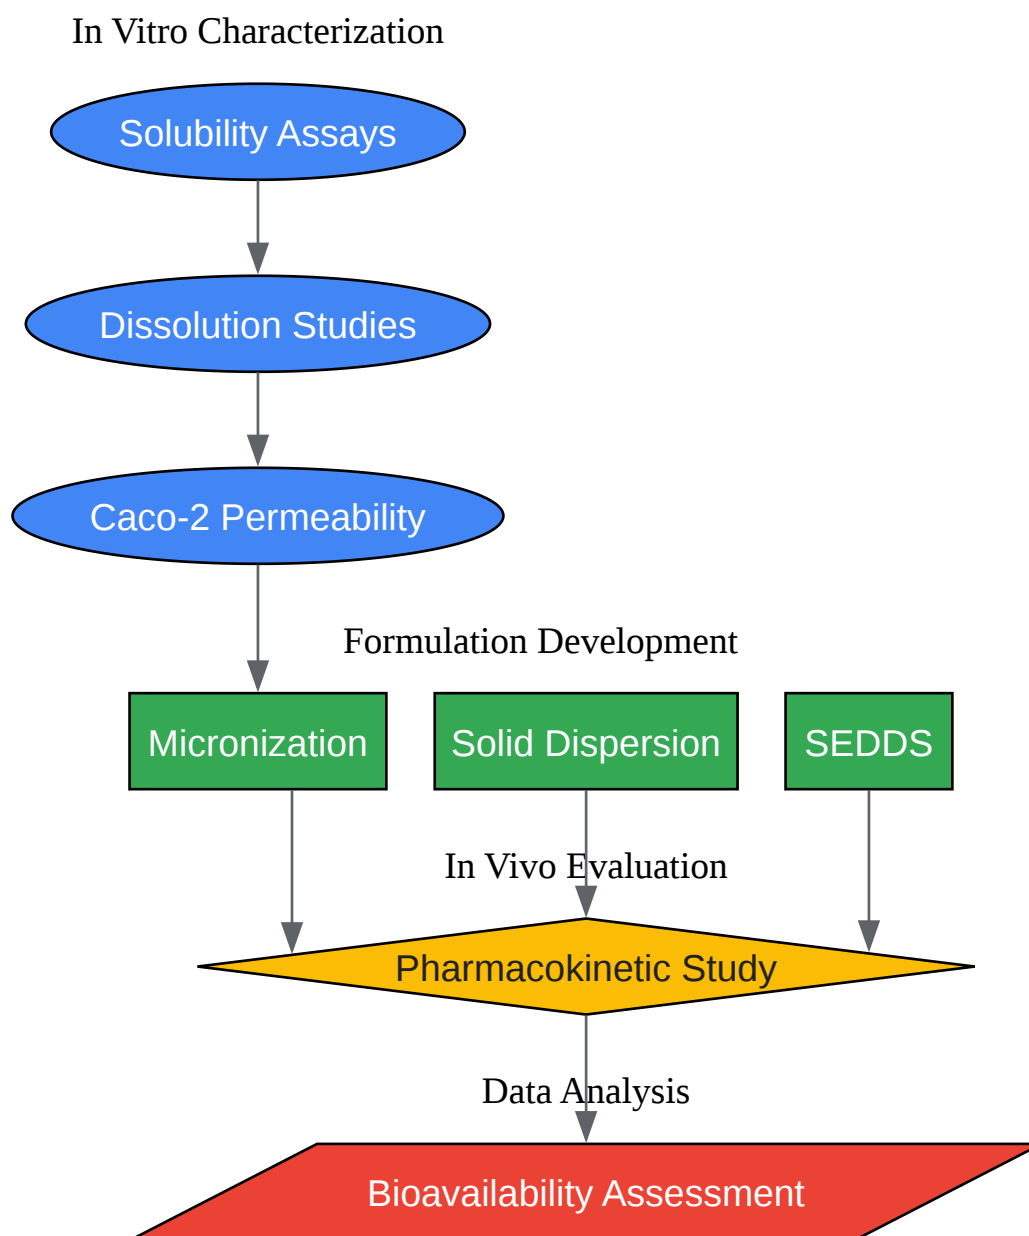 In Vitro Characterization
Solubility Assays
Dissolution Studies
Caco-2 Permeability
Formulation Development
Micronization
Solid Dispersion
SEDDS
In Vivo Evaluation
Pharmacokinetic Study
Data Analysis
Bioavailability Assessment